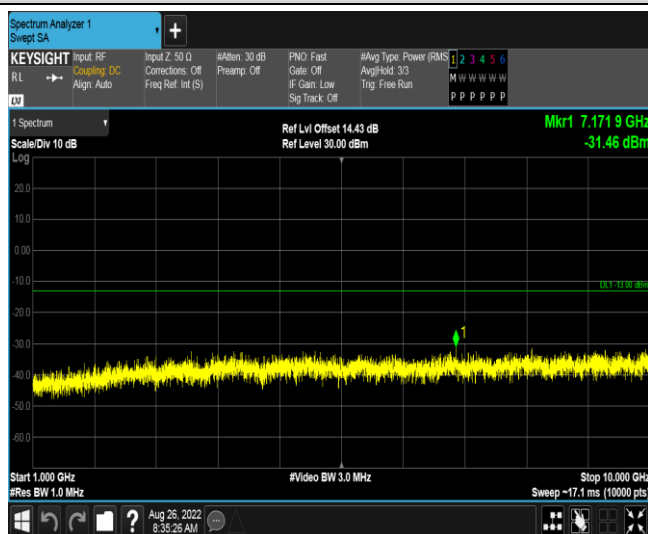 Spectrum Analyzer 1
Swept SA
+
KEYSIGHT
RL
LXI
Input: RF
Coupling: DC
Align: Auto
Input Z: 50 Ω
Corrections: Off
Freq Ref: Int (S)
#Atten: 30 dB
Preamp: Off
PNO: Fast
Gate: Off
IF Gain: Low
Sig Track: Off
#Avg Type: Power (RMS
Avg|Hold: 3/3
Trig: Free Run
1 2 3 4 5 6
M W W W W W
P P P P P P
1 Spectrum
Scale/Div 10 dB
Log
Ref Lvl Offset 14.43 dB
Ref Level 30.00 dBm
Mkr1 7.171 9 GHz
-31.46 dBm
20.0
10.0
0.00
-10.0
DL1 -13.00 dBm
-20.0
-30.0
1
-40.0
-50.0
-60.0
Start 1.000 GHz
#Res BW 1.0 MHz
#Video BW 3.0 MHz
Stop 10.000 GHz
Sweep ~17.1 ms (10000 pts)
?
Aug 26, 2022
8:35:26 AM